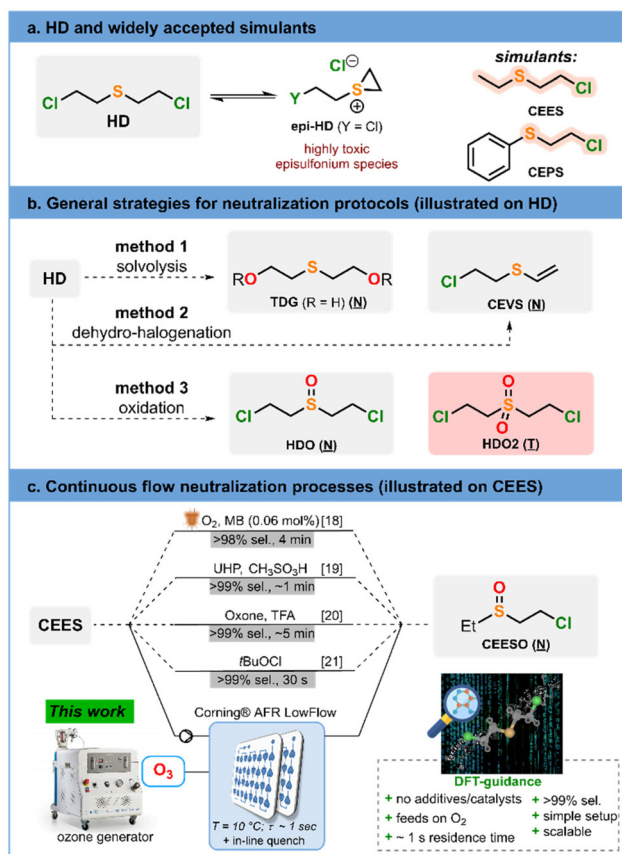 a. HD and widely accepted simulants
Cl S Cl
HD
Cl⊖
Y S
⊕
epi-HD (Y = Cl)
highly toxic
episulfonium species
simulants:
S Cl
CEES
S Cl
CEPS
b. General strategies for neutralization protocols (illustrated on HD)
HD
method 1
solvolysis
RO S OR
TDG (R = H) (N)
Cl S
CEVS (N)
method 2
dehydro-halogenation
method 3
oxidation
O
Cl S Cl
HDO (N)
O
Cl S Cl
O
HDO2 (T)
c. Continuous flow neutralization processes (illustrated on CEES)
CEES
O2, MB (0.06 mol%) [18]
>98% sel., 4 min
UHP, CH3SO3H [19]
>99% sel., ~1 min
Oxone, TFA [20]
>99% sel., ~5 min
tBuOCl [21]
>99% sel., 30 s
O
Et S Cl
CEESO (N)
This work
Corning® AFR LowFlow
O3
ozone generator
T = 10 °C; τ ~ 1 sec
+ in-line quench
DFT-guidance
+ no additives/catalysts
+ feeds on O2
+ ~ 1 s residence time
+ >99% sel.
+ simple setup
+ scalable